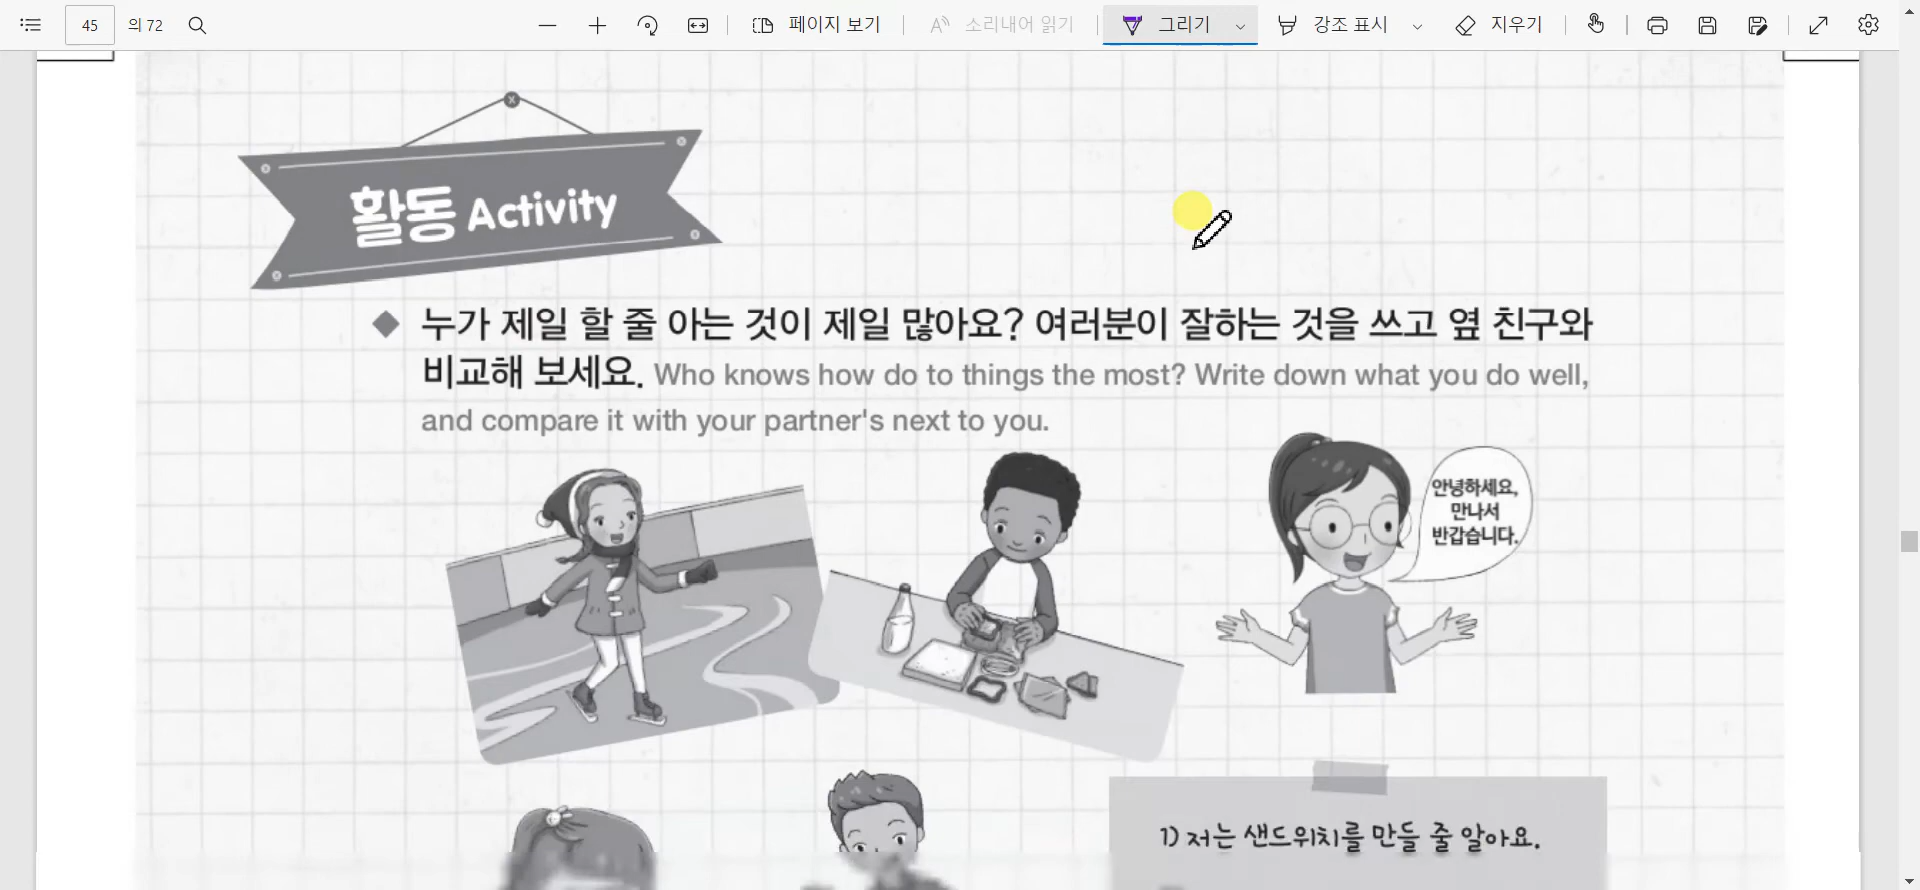 45 의 72 페이지 보기 소리내어 읽기 그리기 강조 표시 지우기
활동 Activity
누가 제일 할 줄 아는 것이 제일 많아요? 여러분이 잘하는 것을 쓰고 옆 친구와
비교해 보세요. Who knows how do to things the most? Write down what you do well,
and compare it with your partner's next to you.
안녕하세요,
만나서
반갑습니다.
1) 저는 샌드위치를 만들 줄 알아요.